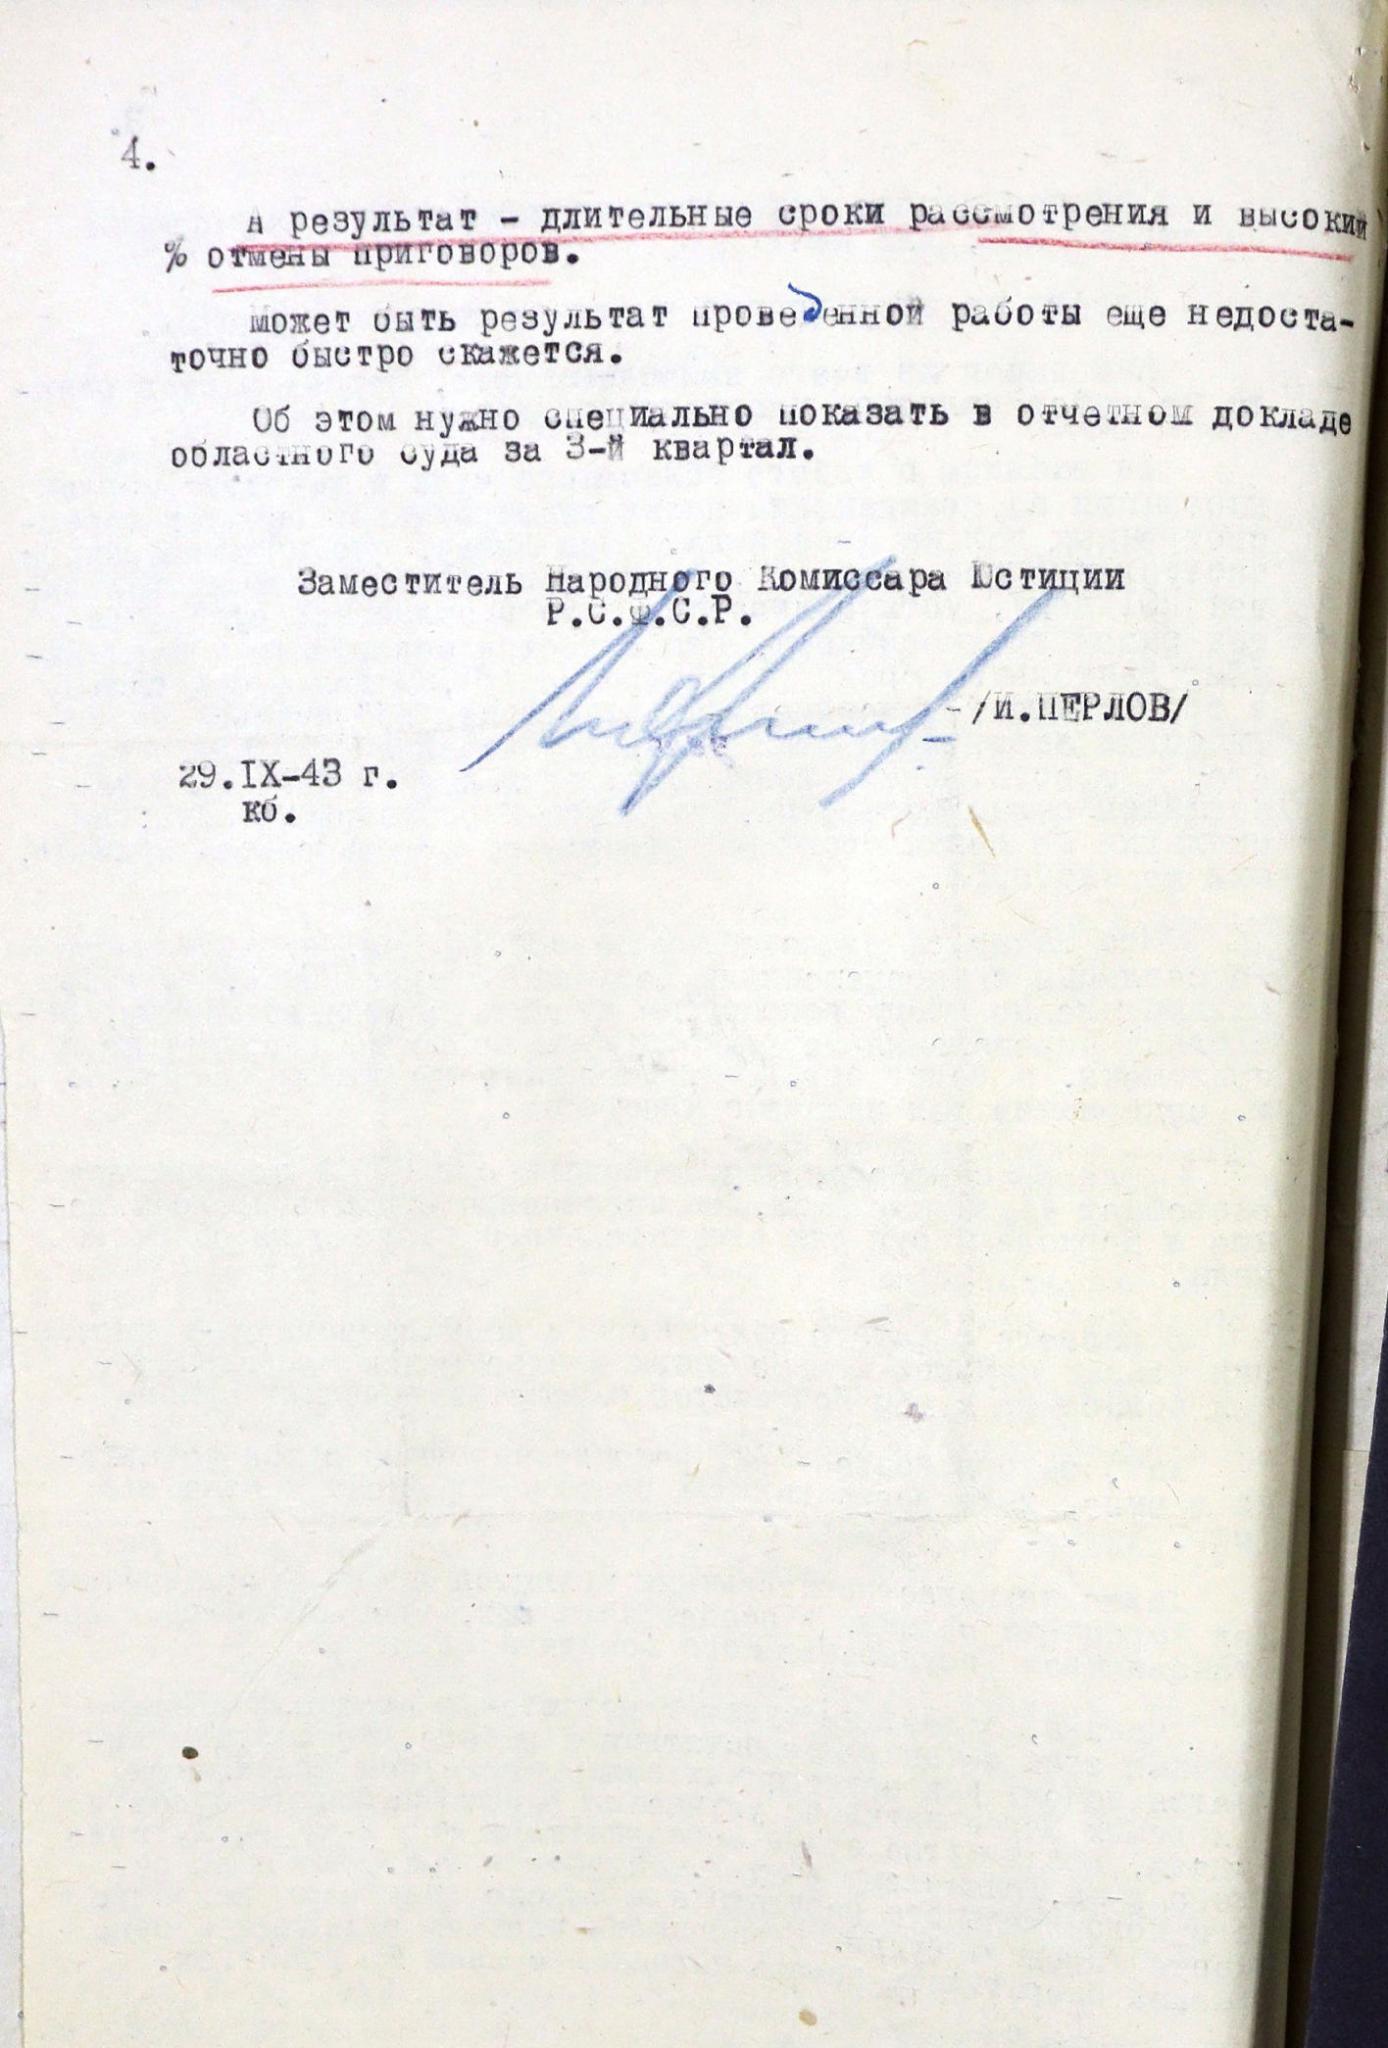 4.
А результат - длительные сроки рассмотрения и высокий
% отмены приговоров.
Может быть результат проведенной работы еще недоста-
точно быстро скажется.
Об этом нужно специально показать в отчетном докладе
областного суда за 3-й квартал.
Заместитель Народного Комиссара Юстиции
Р.С.Ф.С.Р.
/И.ПЕРЛОВ/
29.IX-43 г.
кб.